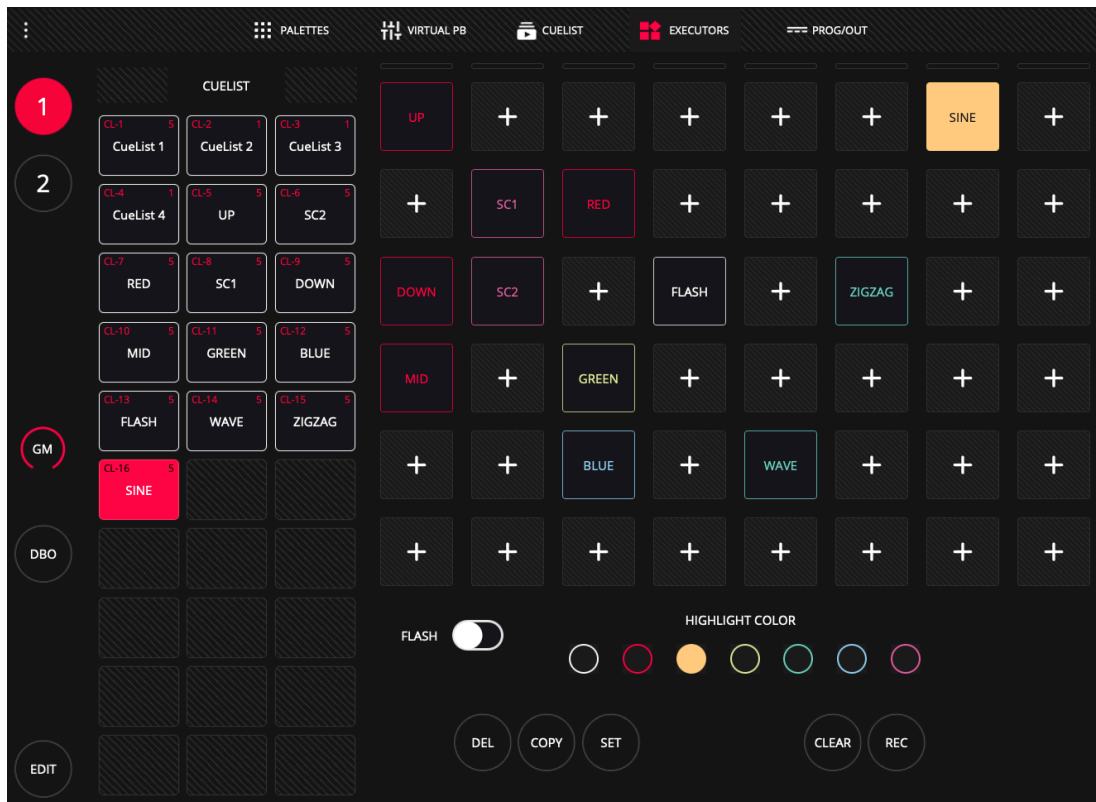 PALETTES VIRTUAL PB CUELIST EXECUTORS PROG/OUT
1
2
GM
DBO
EDIT
CUELIST
CL-1 5 CL-2 1 CL-3 1
CueList 1 CueList 2 CueList 3
CL-4 1 CL-5 5 CL-6 5
CueList 4 UP SC2
CL-7 5 CL-8 5 CL-9 5
RED SC1 DOWN
CL-10 5 CL-11 5 CL-12 5
MID GREEN BLUE
CL-13 5 CL-14 5 CL-15 5
FLASH WAVE ZIGZAG
CL-16 5
SINE
UP + + + + + SINE +
+ SC1 RED + + + + +
DOWN SC2 + FLASH + ZIGZAG + +
MID + GREEN + + + + +
+ + BLUE + WAVE + + +
+ + + + + + + +
FLASH
HIGHLIGHT COLOR
DEL COPY SET CLEAR REC